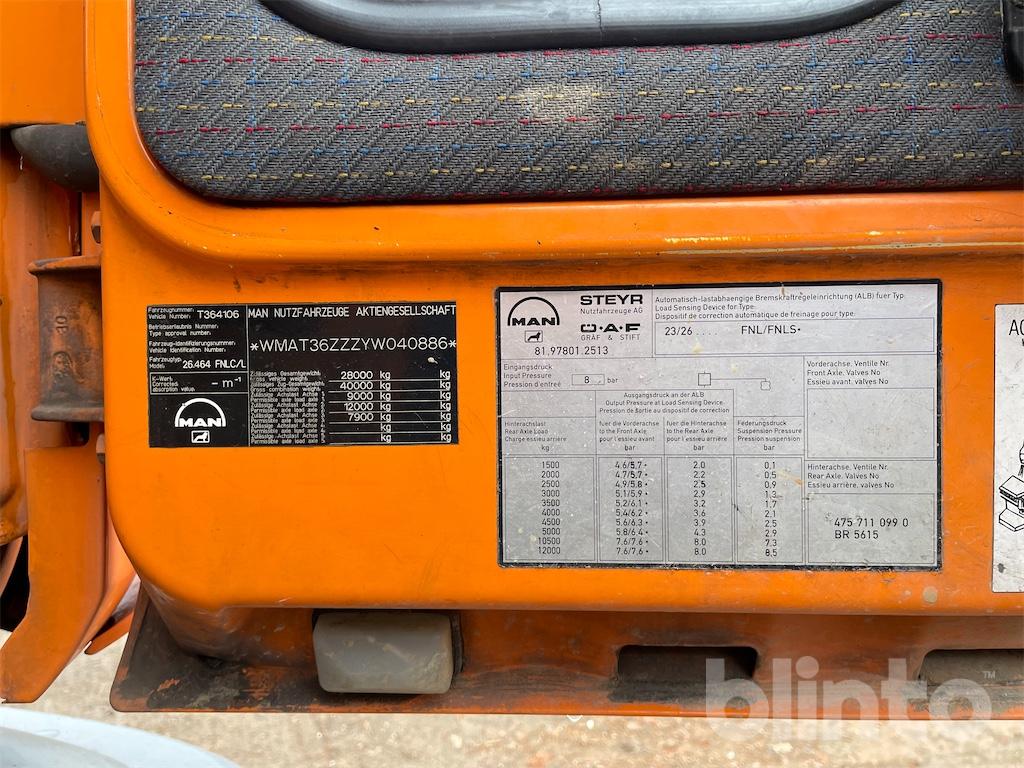 Fahrzeugnummer
Vehicle Number T364106
Betriebserlaubnis Nummer
Type approval number
Fahrzeug-Identifizierungsnummer
Vehicle Identification Number
Fahrzeugtyp
Model 26.464 FNLC/L
K-Wert
Corrected
absorption value - m⁻¹
MAN
MAN NUTZFAHRZEUGE AKTIENGESELLSCHAFT
*WMAT36ZZZYW040886*
Zulässiges Gesamtgewicht
Gross vehicle weight 28000 kg kg
Zulässiges Zug-Gesamtgewicht
Gross combination weight 40000 kg kg
Zulässige Achslast Achse
Permissible axle load axle 9000 kg kg
Zulässige Achslast Achse
Permissible axle load axle 12000 kg kg
Zulässige Achslast Achse
Permissible axle load axle 7900 kg kg
Zulässige Achslast Achse
Permissible axle load axle kg kg
Zulässige Achslast Achse
Permissible axle load axle kg kg
MAN
STEYR
Nutzfahrzeuge AG
ÖAF
GRÄF & STIFT
81.97801.2513
Automatisch-lastabhaengige Bremskraftregeleinrichtung (ALB) fuer Typ:
Load Sensing Device for Type:
Dispositif de correction automatique de freinage pour type:
23/26 .... FNL/FNLS•
Eingangsdruck
Input Pressure
Pression d'entrée 8 bar
Vorderachse. Ventile Nr.
Front Axle. Valves No
Essieu avant. Valves No
Ausgangsdruck an der ALB
Output Pressure at Load Sensing Device.
Pression de Sortie au dispositif de correction
Hinterachslast
Rear Axle Load
Charge essieu arrière
kg
fuer die Vorderachse
to the Front Axle
pour l'essieu avant
bar
fuer die Hinterachse
to the Rear Axle
pour l'essieu arrière
bar
Federungsdruck
Suspension Pressure
Pression suspension
bar
1500 4.6/5.7• 2.0 0.1
2000 4.7/5.7• 2.2 0.5
2500 4.9/5.8• 2.5 0.9
3000 5.1/5.9• 2.9 1.3
3500 5.2/6.1• 3.2 1.7
4000 5.4/6.2• 3.6 2.1
4500 5.6/6.3• 3.9 2.5
5000 5.8/6.4• 4.3 2.9
10500 7.6/7.6• 8.0 7.3
12000 7.6/7.6• 8.0 8.5
Hinterachse, Ventile Nr.
Rear Axle, Valves No
Essieu arrière, valves No
475 711 099 0
BR 5615
AC
blinto™